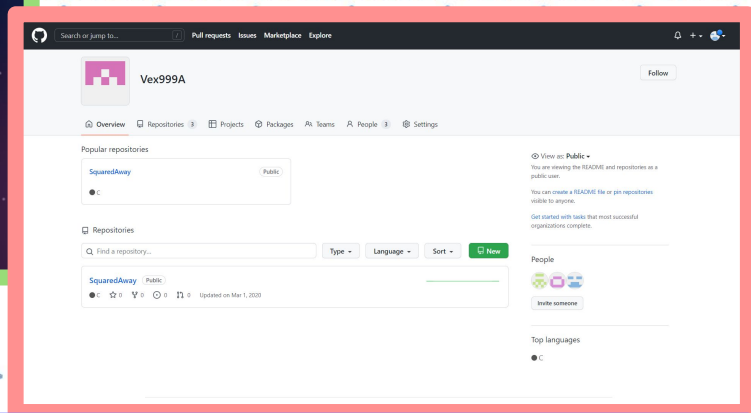 Search or jump to... /
Pull requests Issues Marketplace Explore
Vex999A
Follow
Overview Repositories 3 Projects Packages Teams People 3 Settings
Popular repositories
SquaredAway Public
C
View as: Public
You are viewing the README and repositories as a
public user.
You can create a README file or pin repositories
visible to anyone.
Get started with tasks that most successful
organizations complete.
Repositories
Find a repository...
Type Language Sort New
SquaredAway Public
C 0 0 0 0 Updated on Mar 1, 2020
People
Invite someone
Top languages
C